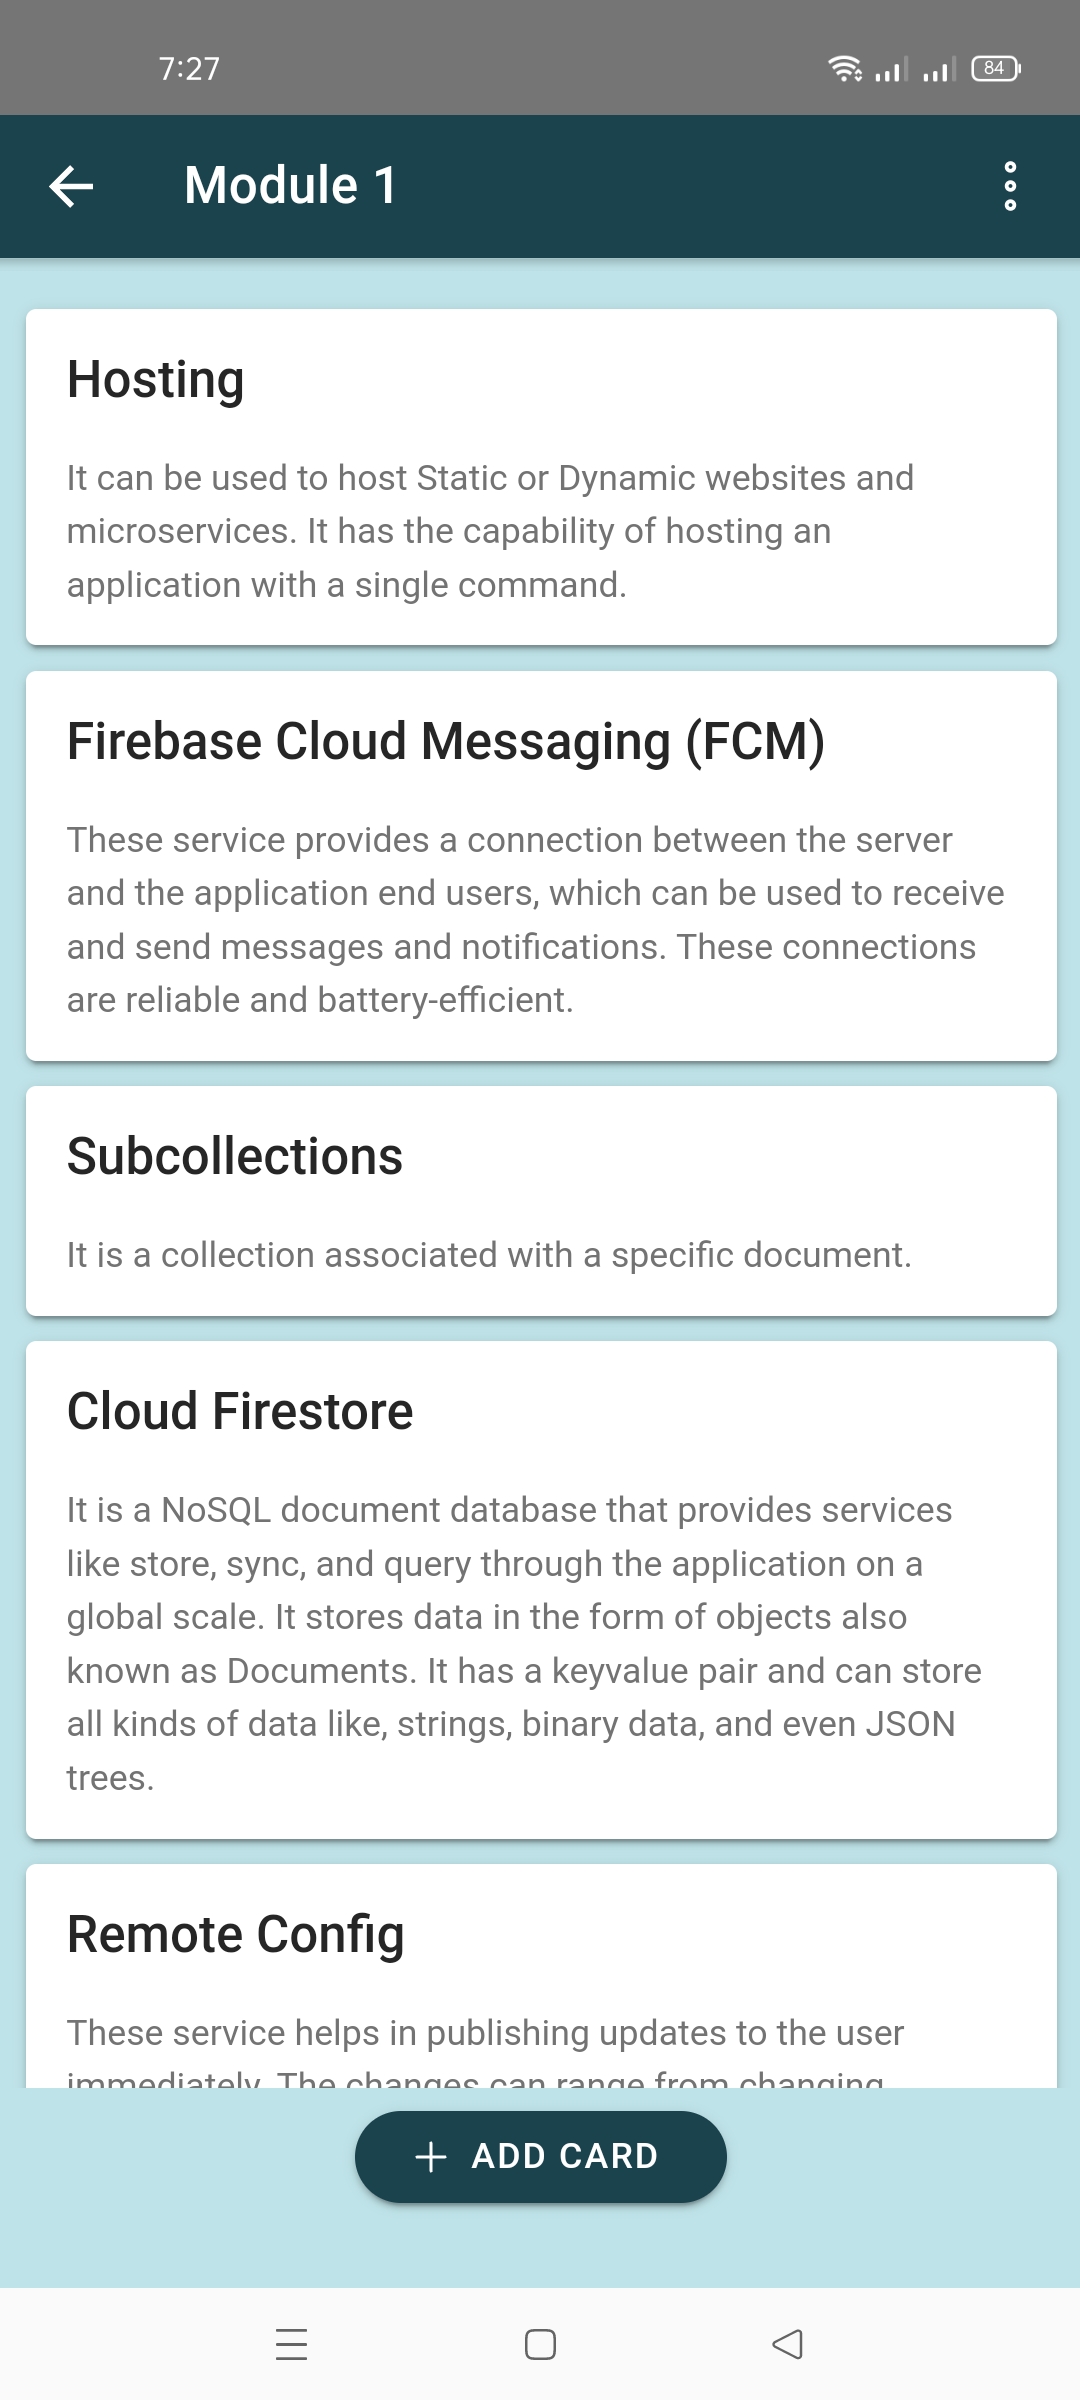 7:27
84
Module 1
Hosting
It can be used to host Static or Dynamic websites and
microservices. It has the capability of hosting an
application with a single command.
Firebase Cloud Messaging (FCM)
These service provides a connection between the server
and the application end users, which can be used to receive
and send messages and notifications. These connections
are reliable and battery-efficient.
Subcollections
It is a collection associated with a specific document.
Cloud Firestore
It is a NoSQL document database that provides services
like store, sync, and query through the application on a
global scale. It stores data in the form of objects also
known as Documents. It has a keyvalue pair and can store
all kinds of data like, strings, binary data, and even JSON
trees.
Remote Config
These service helps in publishing updates to the user
immediately. The changes can range from changing
ADD CARD